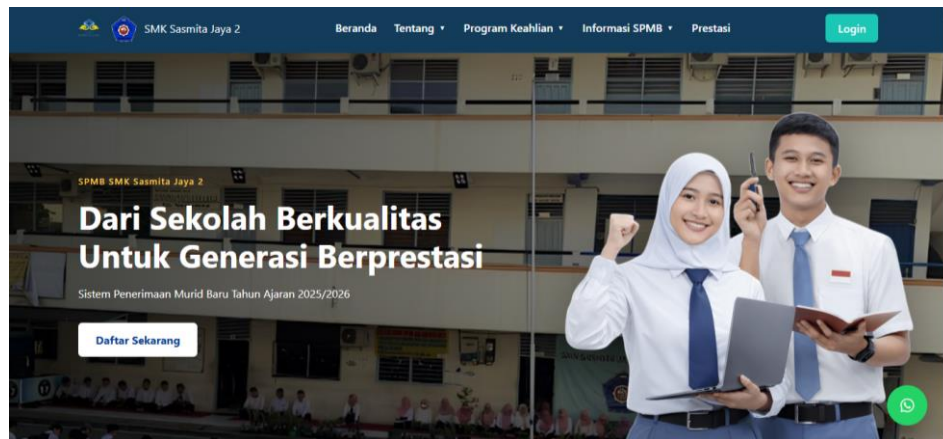 SMK Sasmita Jaya 2
Beranda
Tentang
Program Keahlian
Informasi SPMB
Prestasi
Login
SPMB SMK Sasmita Jaya 2
Dari Sekolah Berkualitas
Untuk Generasi Berprestasi
Sistem Penerimaan Murid Baru Tahun Ajaran 2025/2026
Daftar Sekarang